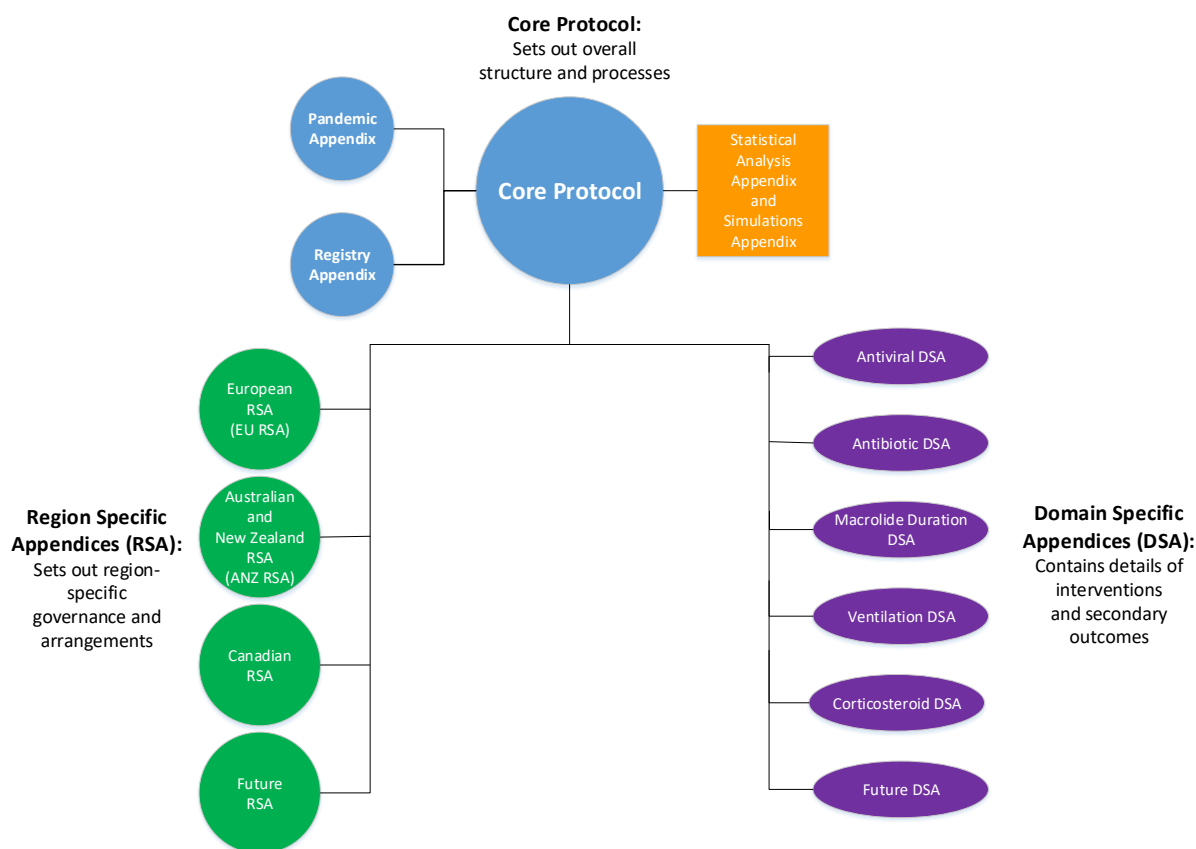 Core Protocol:
Sets out overall
structure and processes
Pandemic
Appendix
Core Protocol
Statistical
Analysis
Appendix
and
Simulations
Appendix
Registry
Appendix
European
RSA
(EU RSA)
Australian
and
New Zealand
RSA
(ANZ RSA)
Canadian
RSA
Future
RSA
Region Specific
Appendices (RSA):
Sets out region-
specific
governance and
arrangements
Antiviral DSA
Antibiotic DSA
Macrolide Duration
DSA
Ventilation DSA
Corticosteroid DSA
Future DSA
Domain Specific
Appendices (DSA):
Contains details of
interventions
and secondary
outcomes